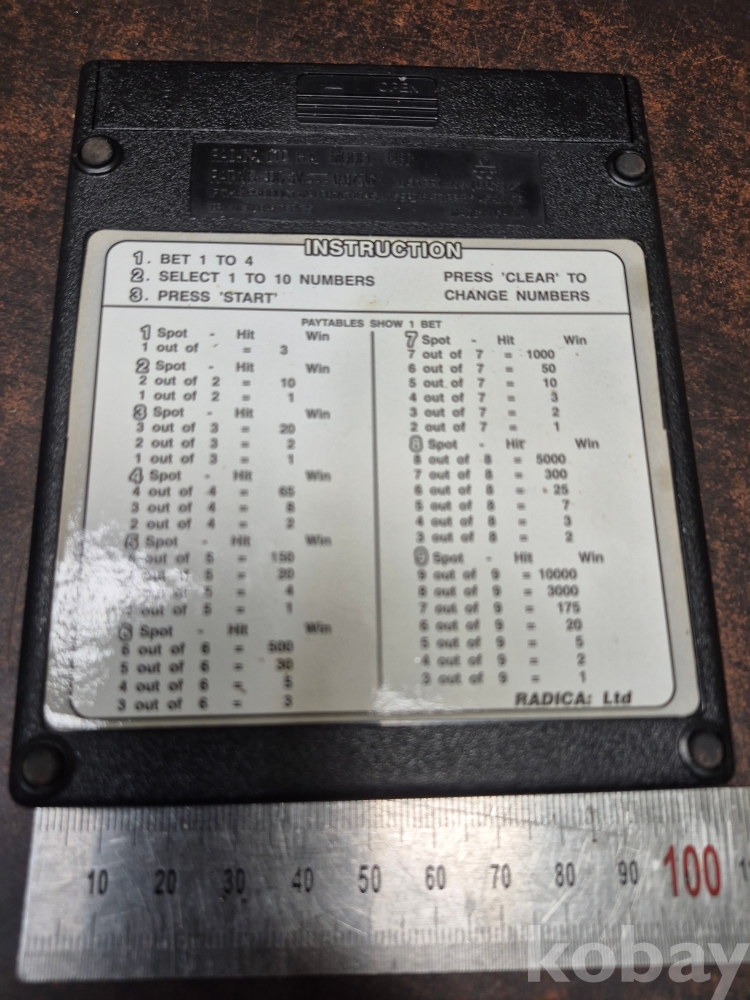 OPEN
INSTRUCTION
1. BET 1 TO 4
2. SELECT 1 TO 10 NUMBERS
3. PRESS 'START'
PRESS 'CLEAR' TO
CHANGE NUMBERS
PAYTABLES SHOW 1 BET
1 Spot - Hit Win
1 out of = 3
2 Spot - Hit Win
2 out of 2 = 10
1 out of 2 = 1
3 Spot - Hit Win
3 out of 3 = 20
2 out of 3 = 2
1 out of 3 = 1
4 Spot - Hit Win
4 out of 4 = 65
3 out of 4 = 8
2 out of 4 = 2
Spot - Hit Win
out of 5 = 150
out of 5 = 20
out of 5 = 4
out of 5 = 1
6 Spot - Hit Win
6 out of 6 = 500
5 out of 6 = 30
4 out of 6 = 5
3 out of 6 = 3
7 Spot - Hit Win
7 out of 7 = 1000
6 out of 7 = 50
5 out of 7 = 10
4 out of 7 = 3
3 out of 7 = 2
2 out of 7 = 1
8 Spot - Hit Win
8 out of 8 = 5000
7 out of 8 = 300
6 out of 8 = 25
5 out of 8 = 7
4 out of 8 = 3
3 out of 8 = 2
9 Spot - Hit Win
9 out of 9 = 10000
8 out of 9 = 3000
7 out of 9 = 175
6 out of 9 = 20
5 out of 9 = 5
4 out of 9 = 2
3 out of 9 = 1
RADICA: Ltd
10 20 30 40 50 60 70 80 90 100
kobay